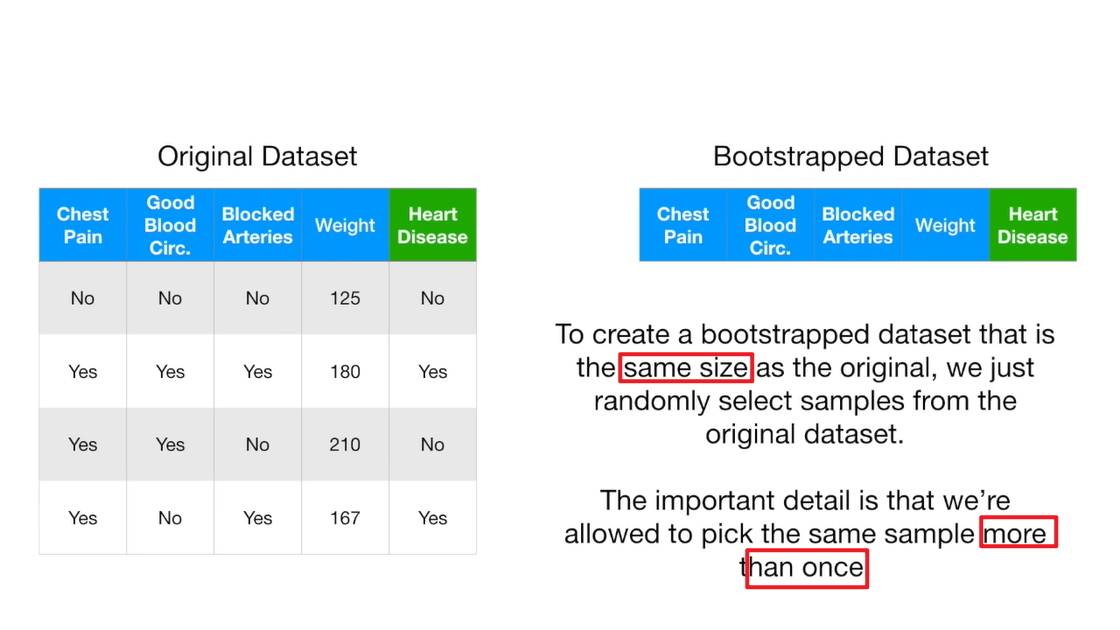 Original Dataset
Chest Pain Good Blood Circ. Blocked Arteries Weight Heart Disease
No No No 125 No
Yes Yes Yes 180 Yes
Yes Yes No 210 No
Yes No Yes 167 Yes
Bootstrapped Dataset
Chest Pain Good Blood Circ. Blocked Arteries Weight Heart Disease
To create a bootstrapped dataset that is
the same size as the original, we just
randomly select samples from the
original dataset.
The important detail is that we're
allowed to pick the same sample more
than once